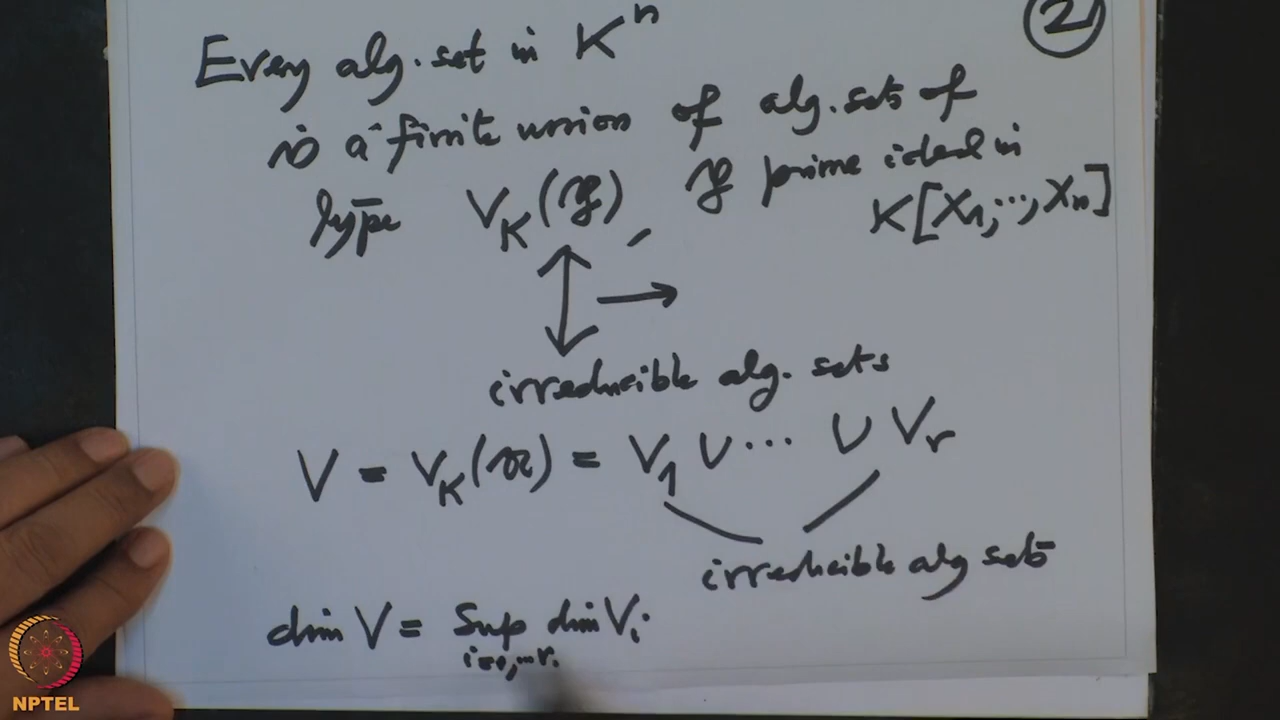 ②
Every alg. set in K^n
is a finite union of alg. sets of
type V_K(𝔭) 𝔭 prime ideal in
K[X_1, ..., X_n]
irreducible alg. sets
V = V_K(𝔞) = V_1 ∪ ... ∪ V_r
irreducible alg sets
dim V = Sup dim V_i.
NPTEL